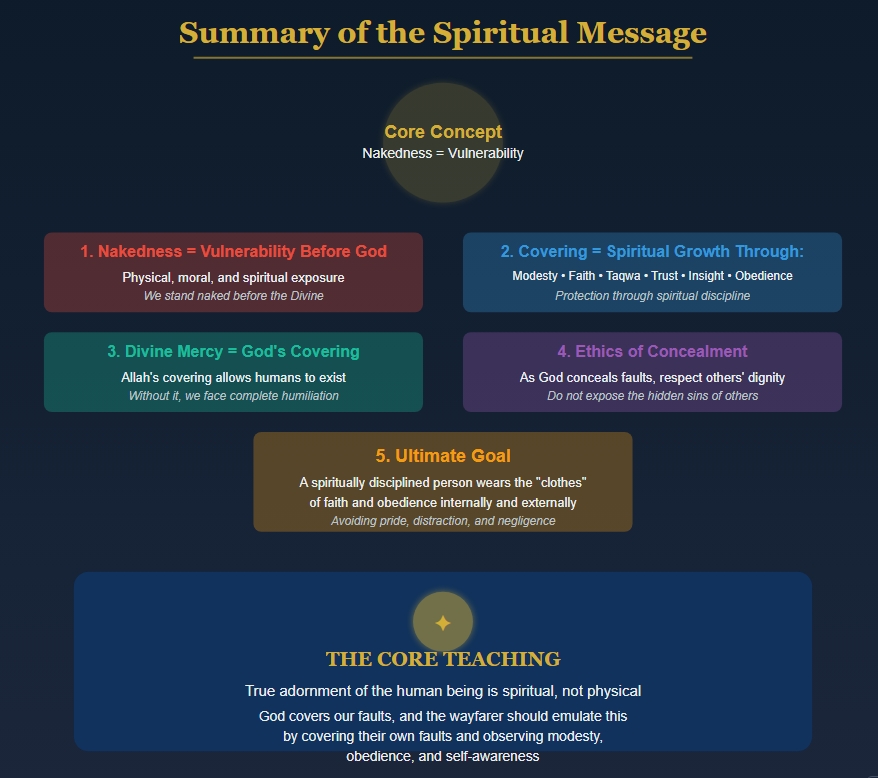 Summary of the Spiritual Message
Core Concept
Nakedness = Vulnerability
1. Nakedness = Vulnerability Before God
Physical, moral, and spiritual exposure
We stand naked before the Divine
2. Covering = Spiritual Growth Through:
Modesty • Faith • Taqwa • Trust • Insight • Obedience
Protection through spiritual discipline
3. Divine Mercy = God's Covering
Allah's covering allows humans to exist
Without it, we face complete humiliation
4. Ethics of Concealment
As God conceals faults, respect others' dignity
Do not expose the hidden sins of others
5. Ultimate Goal
A spiritually disciplined person wears the "clothes"
of faith and obedience internally and externally
Avoiding pride, distraction, and negligence
✦
THE CORE TEACHING
True adornment of the human being is spiritual, not physical
God covers our faults, and the wayfarer should emulate this
by covering their own faults and observing modesty,
obedience, and self-awareness